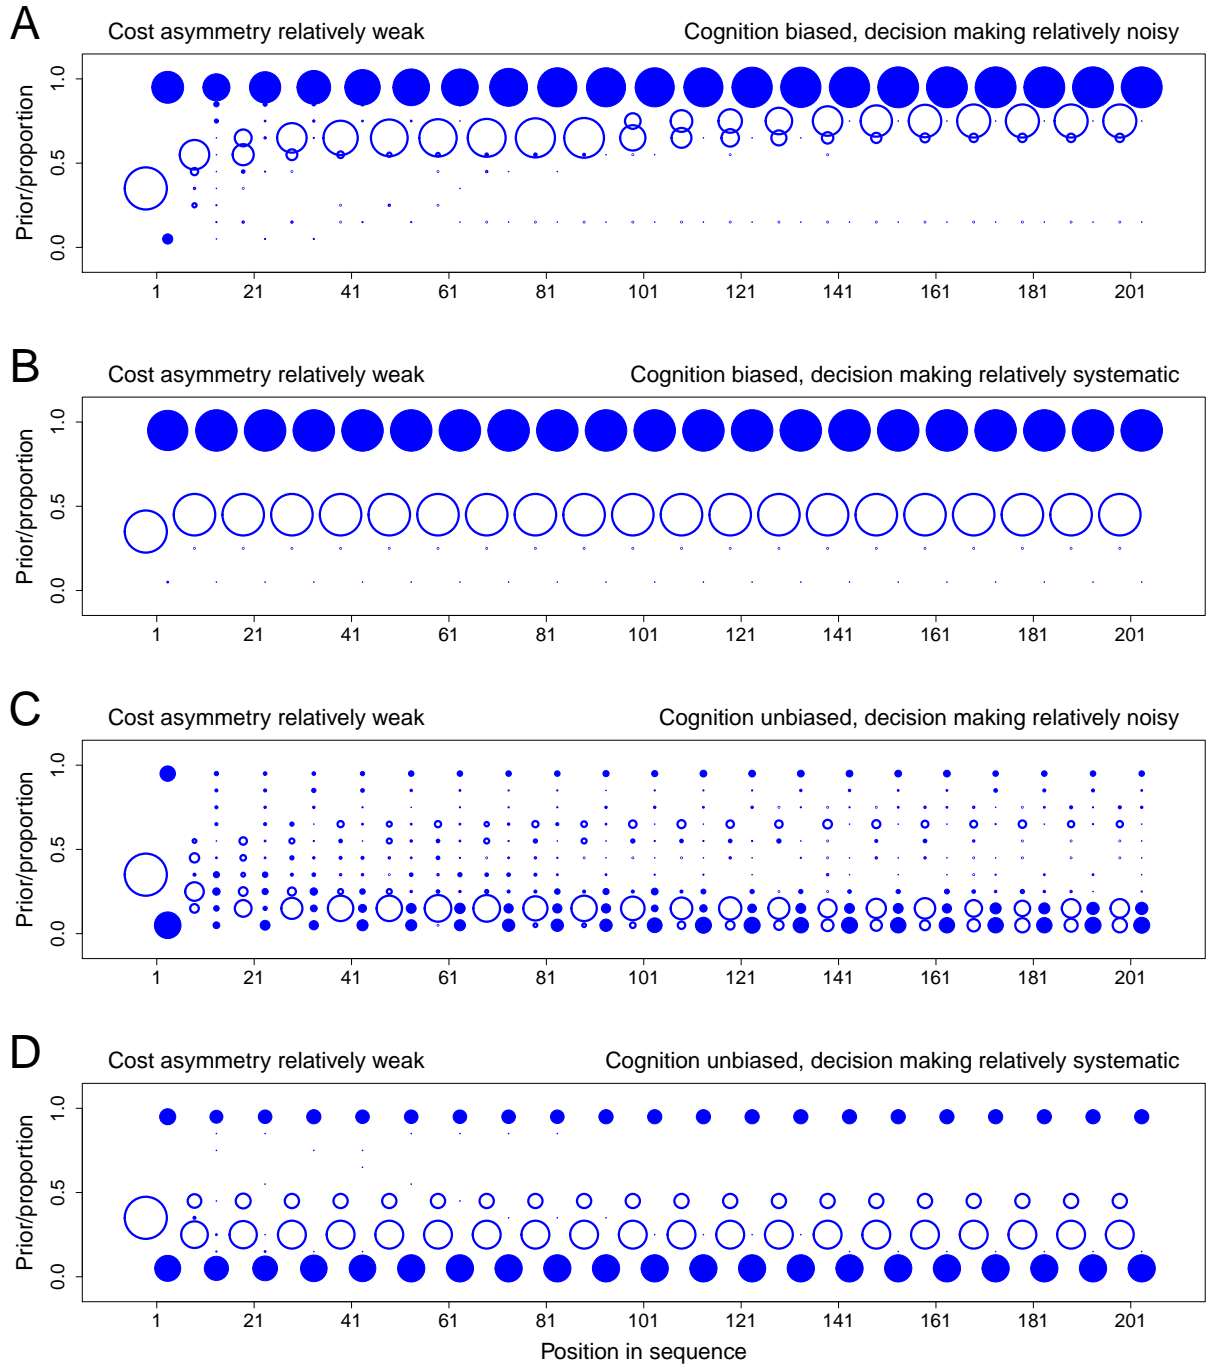 A
Cost asymmetry relatively weak Cognition biased, decision making relatively noisy
Prior/proportion
1.0
0.5
0.0
1 21 41 61 81 101 121 141 161 181 201
B
Cost asymmetry relatively weak Cognition biased, decision making relatively systematic
Prior/proportion
1.0
0.5
0.0
1 21 41 61 81 101 121 141 161 181 201
C
Cost asymmetry relatively weak Cognition unbiased, decision making relatively noisy
Prior/proportion
1.0
0.5
0.0
1 21 41 61 81 101 121 141 161 181 201
D
Cost asymmetry relatively weak Cognition unbiased, decision making relatively systematic
Prior/proportion
1.0
0.5
0.0
1 21 41 61 81 101 121 141 161 181 201
Position in sequence